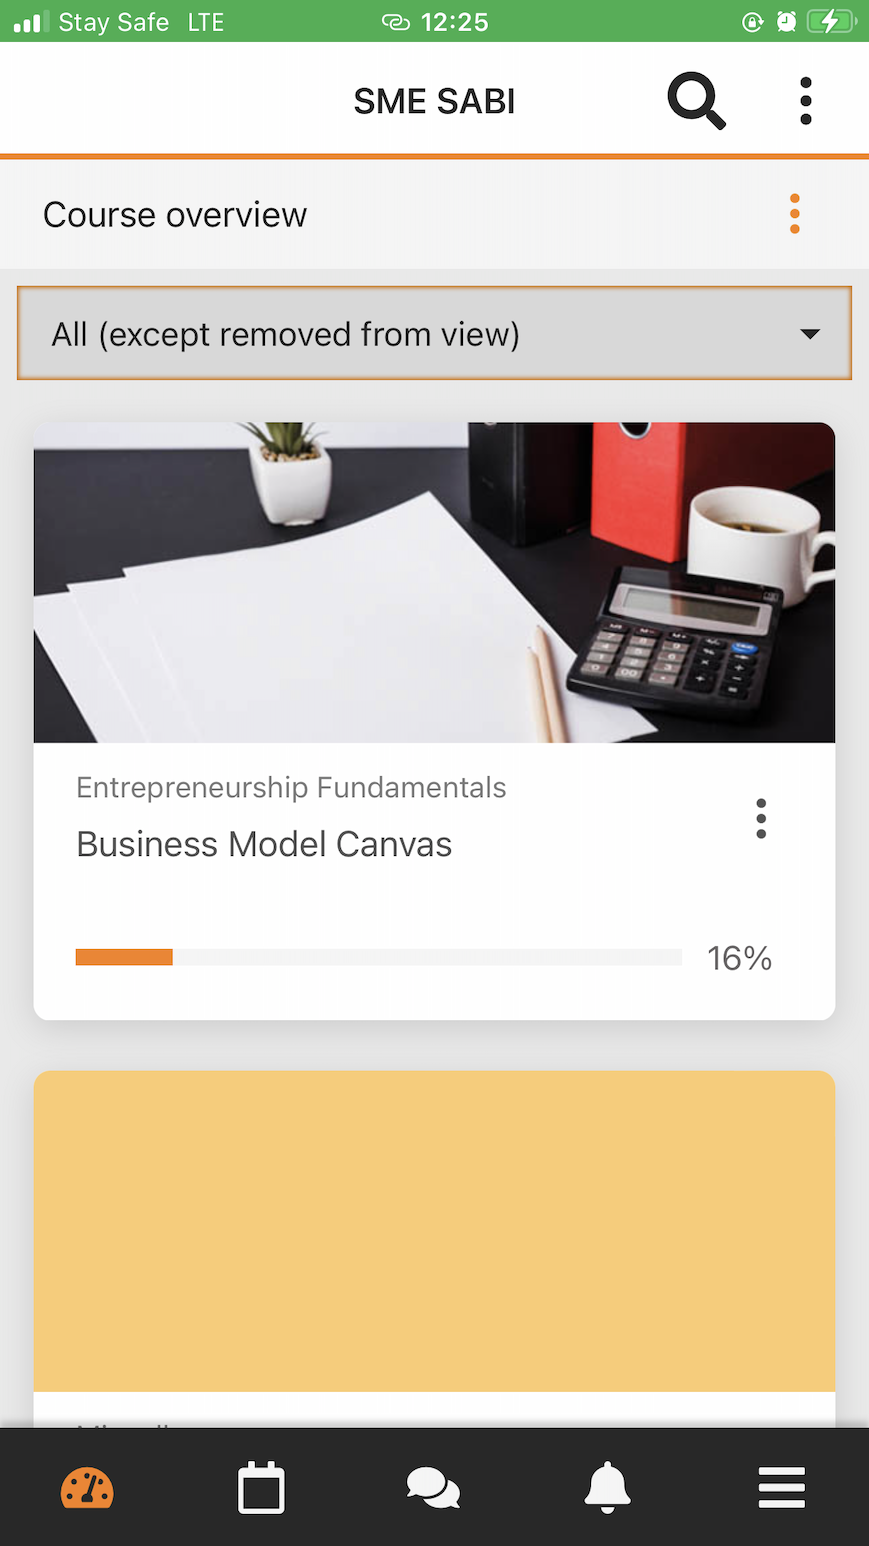 Stay Safe LTE 12:25
SME SABI
Course overview
All (except removed from view)
Entrepreneurship Fundamentals
Business Model Canvas
16%